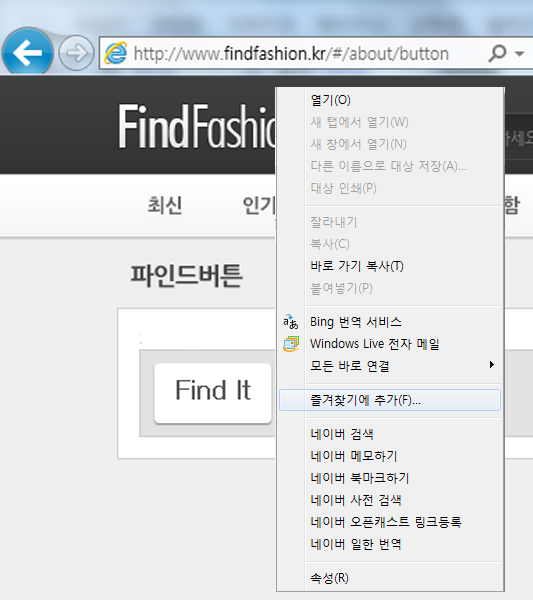 http://www.findfashion.kr/#/about/button
FindFashion
하세요
최신
인기
함
파인드버튼
Find It
열기(O)
새 탭에서 열기(W)
새 창에서 열기(N)
다른 이름으로 대상 저장(A)...
대상 인쇄(P)
잘라내기
복사(C)
바로 가기 복사(T)
붙여넣기(P)
Bing 번역 서비스
Windows Live 전자 메일
모든 바로 연결
즐겨찾기에 추가(F)...
네이버 검색
네이버 메모하기
네이버 북마크하기
네이버 사전 검색
네이버 오픈캐스트 링크등록
네이버 일한 번역
속성(R)